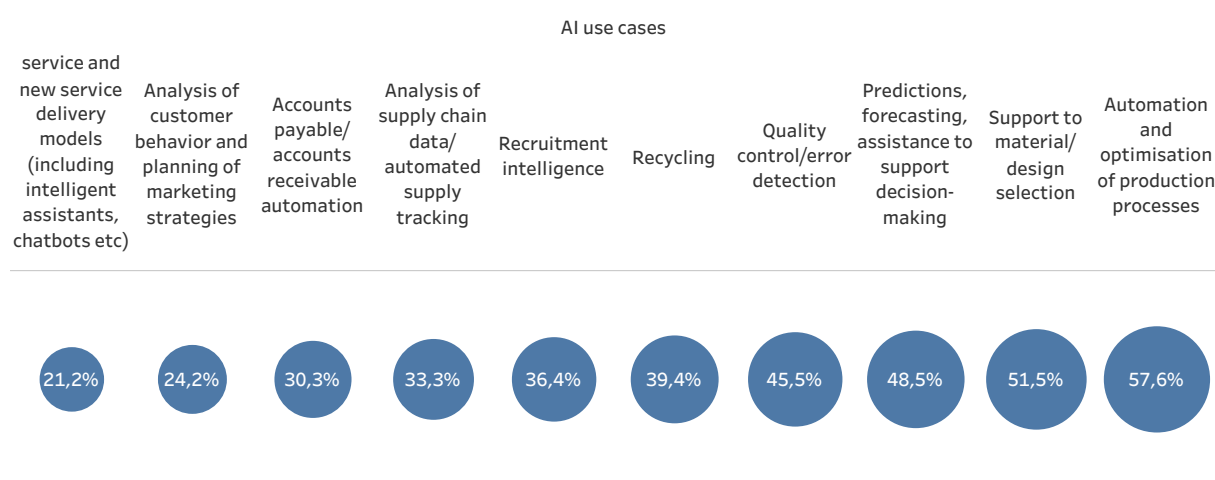 AI use cases
service and
new service
delivery
models
(including
intelligent
assistants,
chatbots etc)
Analysis of
customer
behavior and
planning of
marketing
strategies
Accounts
payable/
accounts
receivable
automation
Analysis of
supply chain
data/
automated
supply
tracking
Recruitment
intelligence
Recycling
Quality
control/error
detection
Predictions,
forecasting,
assistance to
support
decision-
making
Support to
material/
design
selection
Automation
and
optimisation
of production
processes
21,2%
24,2%
30,3%
33,3%
36,4%
39,4%
45,5%
48,5%
51,5%
57,6%